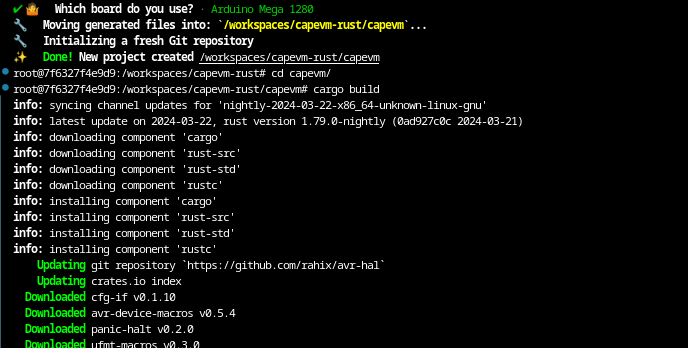 ✔ 🤷 Which board do you use? · Arduino Mega 1280
🔧 Moving generated files into: `/workspaces/capevm-rust/capevm`...
🔧 Initializing a fresh Git repository
✨ Done! New project created /workspaces/capevm-rust/capevm
root@7f6327f4e9d9:/workspaces/capevm-rust# cd capevm/
root@7f6327f4e9d9:/workspaces/capevm-rust/capevm# cargo build
info: syncing channel updates for 'nightly-2024-03-22-x86_64-unknown-linux-gnu'
info: latest update on 2024-03-22, rust version 1.79.0-nightly (0ad927c0c 2024-03-21)
info: downloading component 'cargo'
info: downloading component 'rust-src'
info: downloading component 'rust-std'
info: downloading component 'rustc'
info: installing component 'cargo'
info: installing component 'rust-src'
info: installing component 'rust-std'
info: installing component 'rustc'
Updating git repository `https://github.com/rahix/avr-hal`
Updating crates.io index
Downloaded cfg-if v0.1.10
Downloaded avr-device-macros v0.5.4
Downloaded panic-halt v0.2.0
Downloaded ufmt-macros v0.3.0